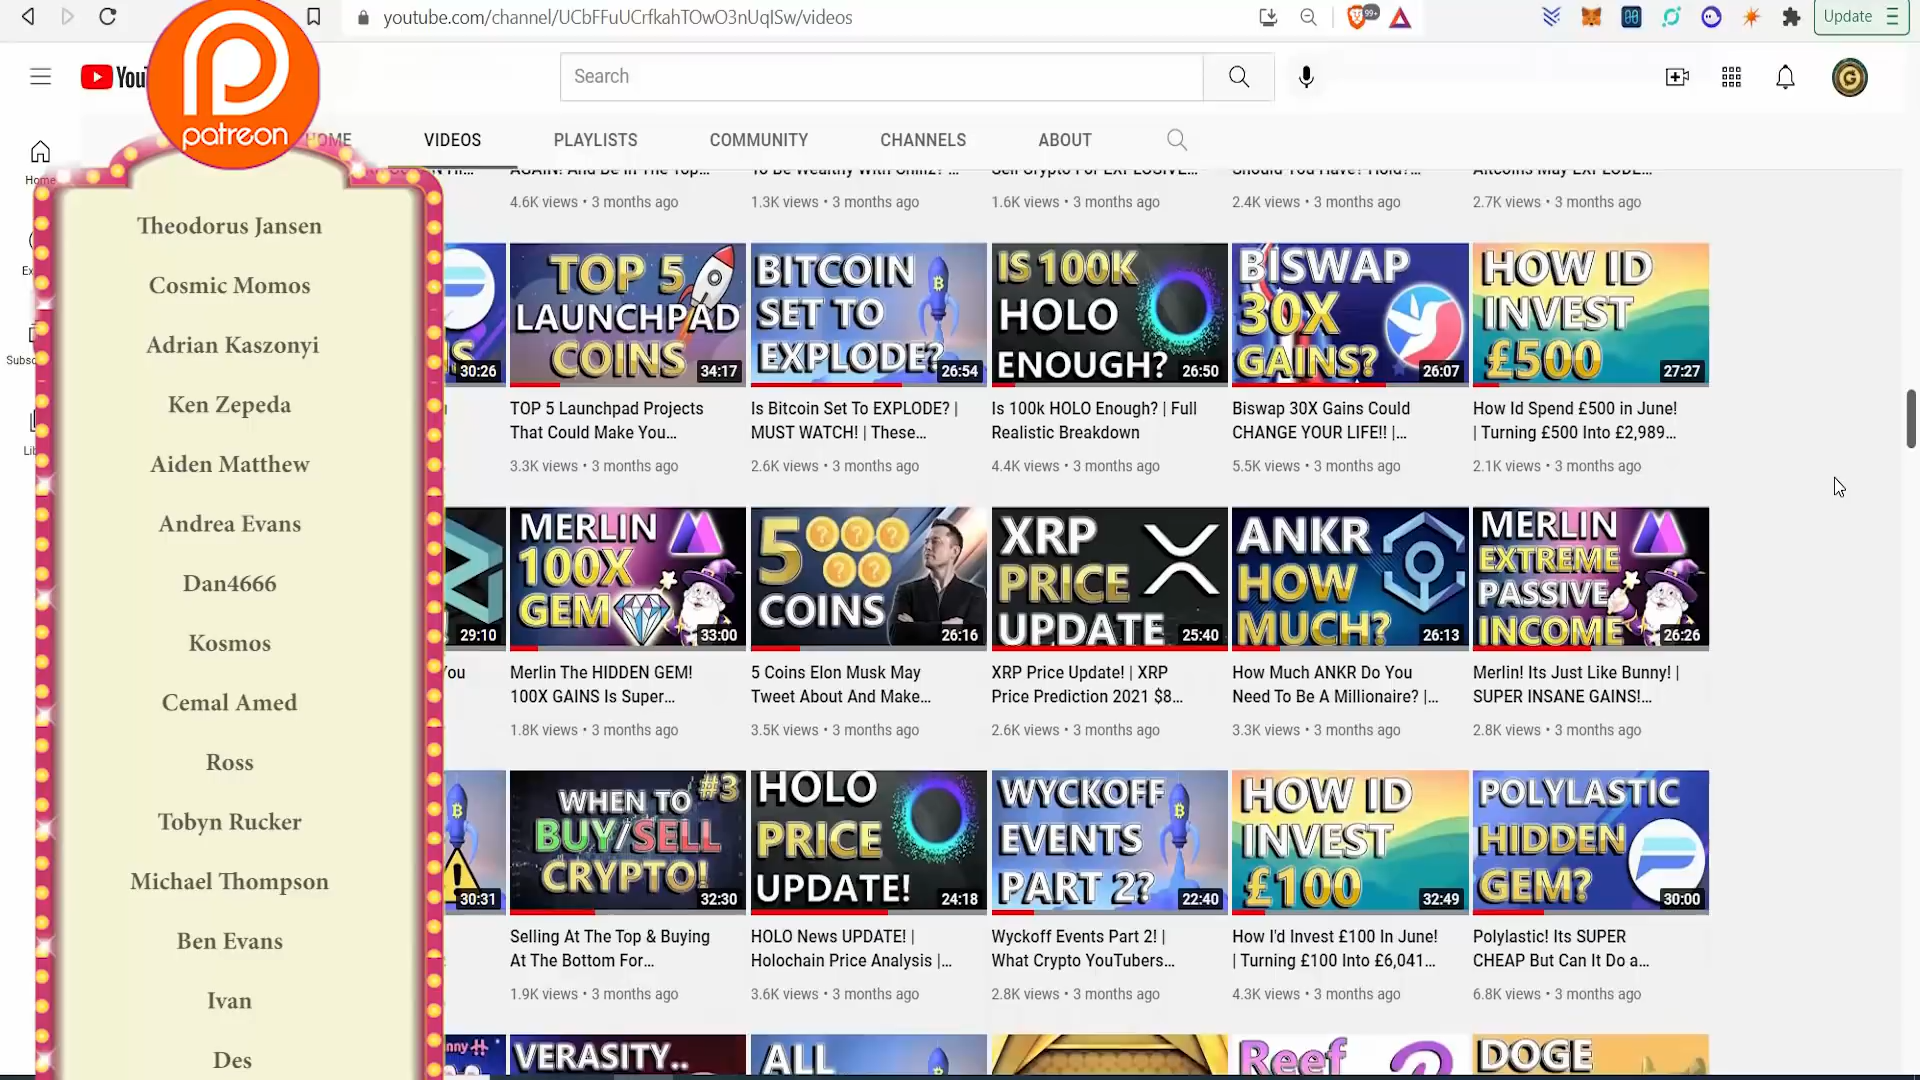 youtube.com/channel/UCbFFuUCrfkahTOwO3nUqISw/videos
99+
Update
You
Search
patreon
HOME
VIDEOS
PLAYLISTS
COMMUNITY
CHANNELS
ABOUT
Home
4.6K views • 3 months ago
1.3K views • 3 months ago
1.6K views • 3 months ago
2.4K views • 3 months ago
2.7K views • 3 months ago
Theodorus Jansen
Cosmic Momos
Adrian Kaszonyi
Ken Zepeda
Aiden Matthew
Andrea Evans
Dan4666
Kosmos
Cemal Amed
Ross
Tobyn Rucker
Michael Thompson
Ben Evans
Ivan
Des
30:26
TOP 5
LAUNCHPAD
COINS
34:17
BITCOIN
SET TO
EXPLODE?
26:54
IS 100K
HOLO
ENOUGH?
26:50
BISWAP
30X
GAINS?
26:07
HOW ID
INVEST
£500
27:27
TOP 5 Launchpad Projects
That Could Make You...
3.3K views • 3 months ago
Is Bitcoin Set To EXPLODE? |
MUST WATCH! | These...
2.6K views • 3 months ago
Is 100k HOLO Enough? | Full
Realistic Breakdown
4.4K views • 3 months ago
Biswap 30X Gains Could
CHANGE YOUR LIFE!! |...
5.5K views • 3 months ago
How Id Spend £500 in June!
| Turning £500 Into £2,989...
2.1K views • 3 months ago
29:10
MERLIN
100X
GEM
33:00
5
COINS
26:16
XRP
PRICE
UPDATE
25:40
ANKR
HOW
MUCH?
26:13
MERLIN
EXTREME
PASSIVE
INCOME
26:26
You
Merlin The HIDDEN GEM!
100X GAINS Is Super...
1.8K views • 3 months ago
5 Coins Elon Musk May
Tweet About And Make...
3.5K views • 3 months ago
XRP Price Update! | XRP
Price Prediction 2021 $8...
2.6K views • 3 months ago
How Much ANKR Do You
Need To Be A Millionaire? |...
3.3K views • 3 months ago
Merlin! Its Just Like Bunny! |
SUPER INSANE GAINS!...
2.8K views • 3 months ago
30:31
#3
WHEN TO
BUY/SELL
CRYPTO!
32:30
HOLO
PRICE
UPDATE!
24:18
WYCKOFF
EVENTS
PART 2?
22:40
HOW ID
INVEST
£100
32:49
POLYLASTIC
HIDDEN
GEM?
30:00
Selling At The Top & Buying
At The Bottom For...
1.9K views • 3 months ago
HOLO News UPDATE! |
Holochain Price Analysis |...
3.6K views • 3 months ago
Wyckoff Events Part 2! |
What Crypto YouTubers...
2.8K views • 3 months ago
How I'd Invest £100 In June!
| Turning £100 Into £6,041...
4.3K views • 3 months ago
Polylastic! Its SUPER
CHEAP But Can It Do a...
6.8K views • 3 months ago
VERASITY..
ALL
Reef
DOGE